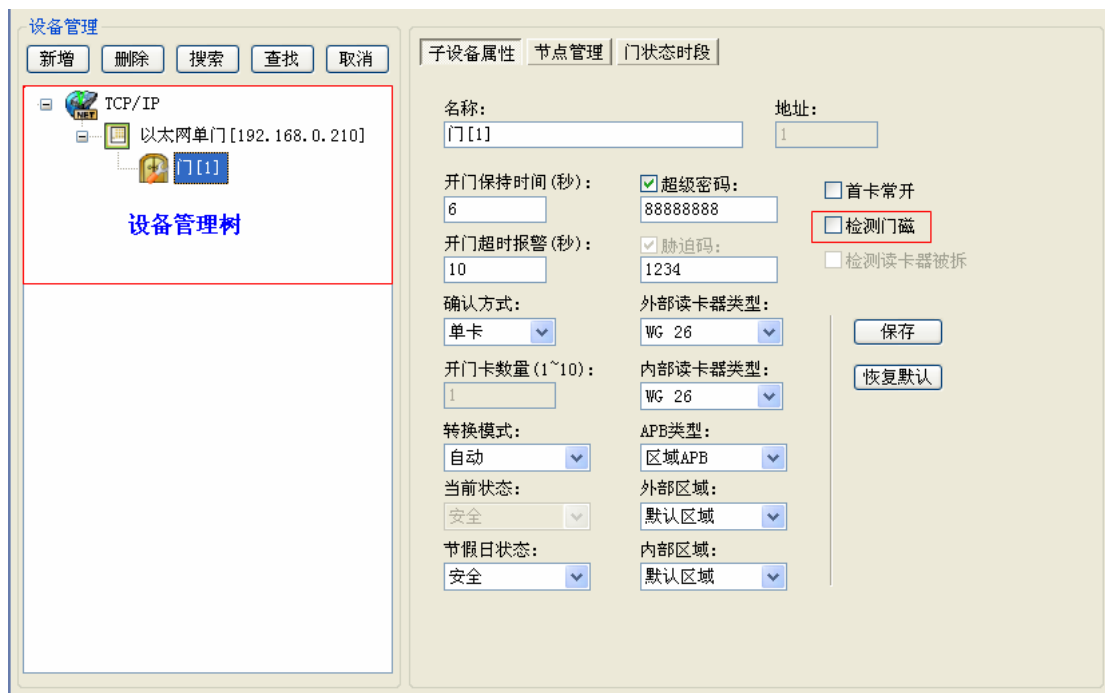 设备管理
新增 删除 搜索 查找 取消
TCP/IP
以太网单门[192.168.0.210]
门[1]
设备管理树
子设备属性 节点管理 门状态时段
名称: 地址:
门[1] 1
开门保持时间(秒): 超级密码: 首卡常开
6 88888888
检测门磁
开门超时报警(秒): 胁迫码: 检测读卡器被拆
10 1234
确认方式: 外部读卡器类型:
单卡 WG 26 保存
开门卡数量(1~10): 内部读卡器类型: 恢复默认
1 WG 26
转换模式: APB类型:
自动 区域APB
当前状态: 外部区域:
安全 默认区域
节假日状态: 内部区域:
安全 默认区域
NET